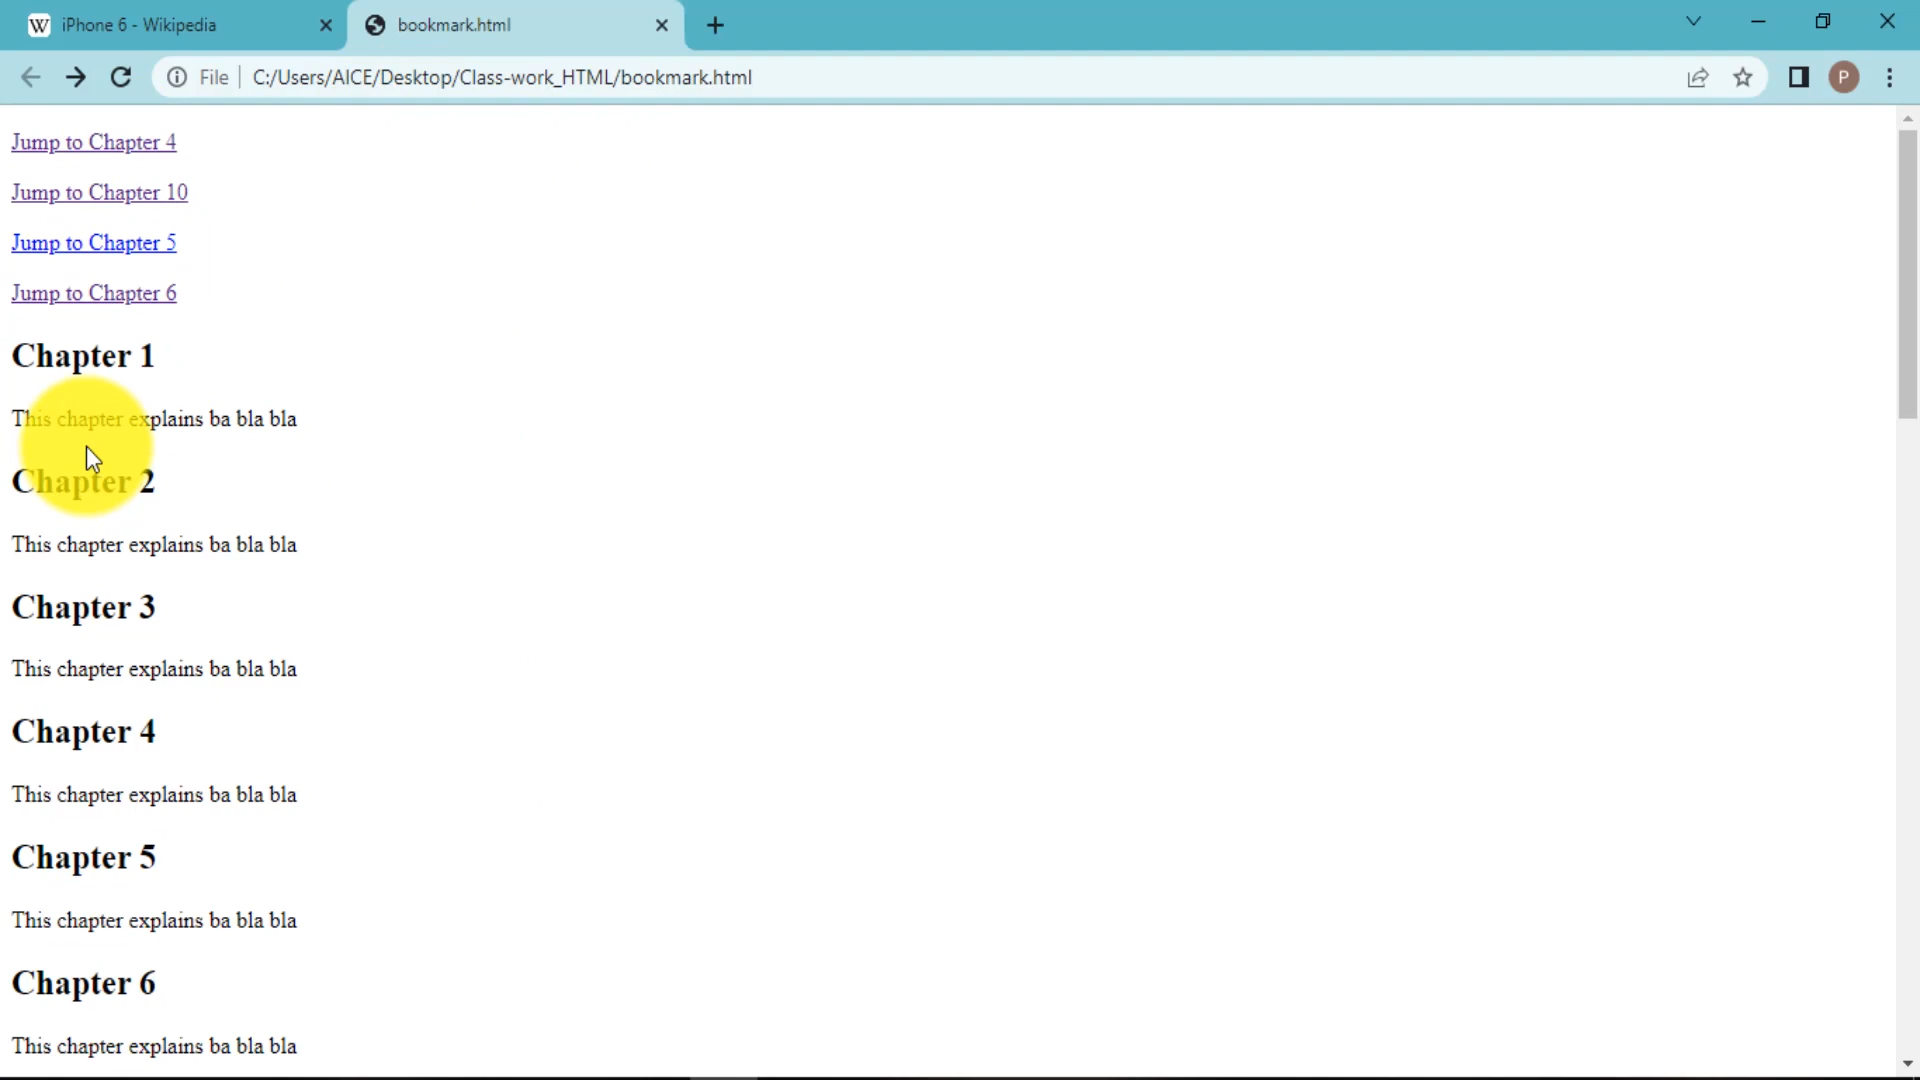 iPhone 6 - Wikipedia
bookmark.html
File
C:/Users/AICE/Desktop/Class-work_HTML/bookmark.html
P
Jump to Chapter 4
Jump to Chapter 10
Jump to Chapter 5
Jump to Chapter 6
Chapter 1
This chapter explains ba bla bla
Chapter 2
This chapter explains ba bla bla
Chapter 3
This chapter explains ba bla bla
Chapter 4
This chapter explains ba bla bla
Chapter 5
This chapter explains ba bla bla
Chapter 6
This chapter explains ba bla bla